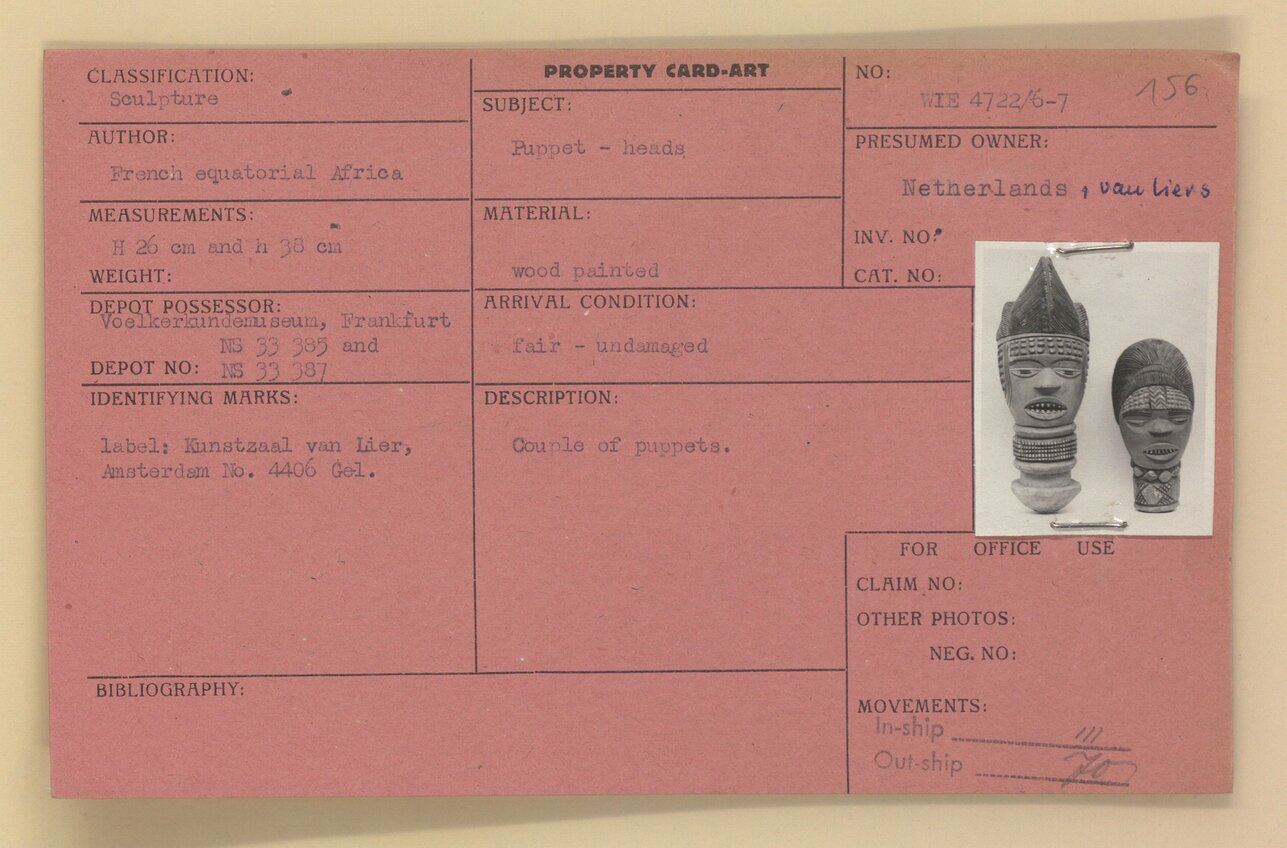 CLASSIFICATION:
Sculpture
AUTHOR:
French equatorial Africa
MEASUREMENTS:
H 26 cm and h 38 cm
WEIGHT:
DEPOT POSSESSOR:
Voelkerkundemuseum, Frankfurt
NS 33 385 and
DEPOT NO: NS 33 387
IDENTIFYING MARKS:
label: Kunstzaal van Lier,
Amsterdam No. 4406 Gel.
PROPERTY CARD-ART
SUBJECT:
Puppet - heads
MATERIAL:
wood painted
ARRIVAL CONDITION:
fair - undamaged
DESCRIPTION:
Couple of puppets.
NO:
WIE 4722/6-7
156
PRESUMED OWNER:
Netherlands , van Liers
INV. NO:
CAT. NO:
BIBLIOGRAPHY:
FOR OFFICE USE
CLAIM NO:
OTHER PHOTOS:
NEG. NO:
MOVEMENTS:
In-ship 111
Out-ship 70